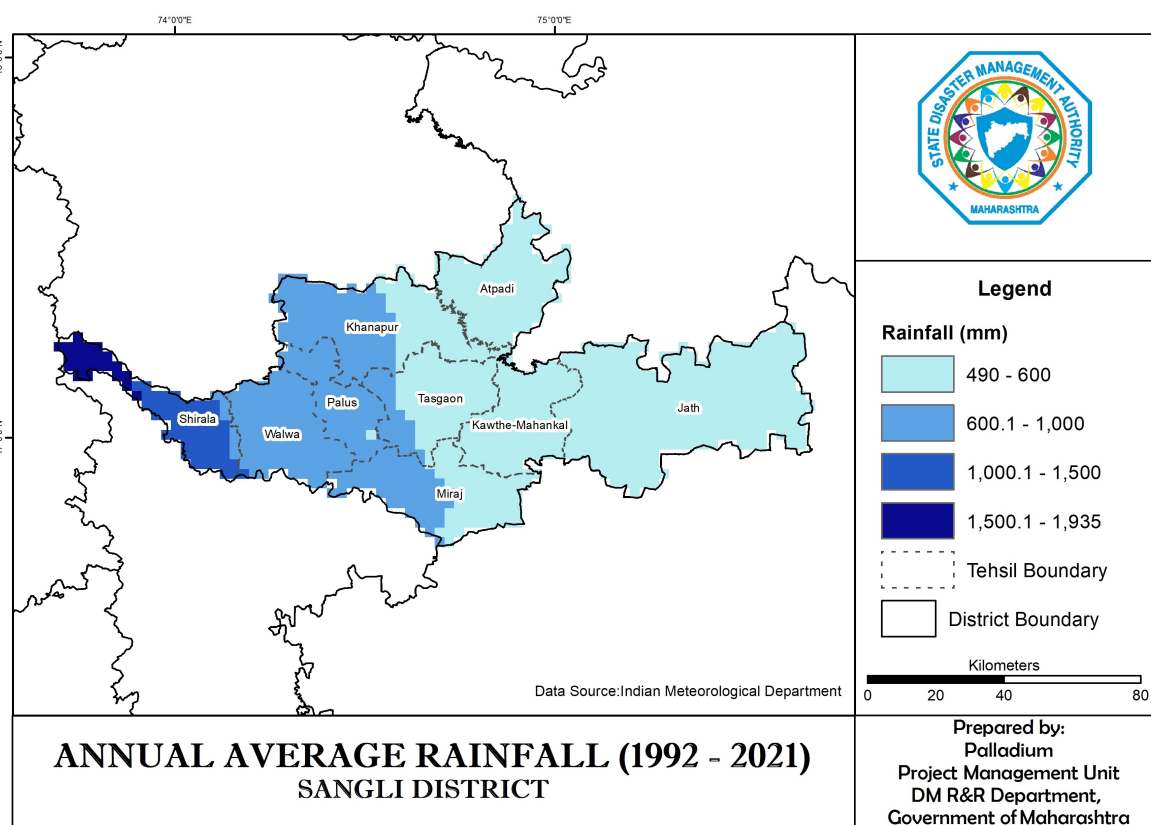 74°0'0"E
75°0'0"E
STATE DISASTER MANAGEMENT AUTHORITY
MAHARASHTRA
Atpadi
Khanapur
Shirala
Walwa
Palus
Tasgaon
Kawthe-Mahankal
Jath
Miraj
Data Source:Indian Meteorological Department
Legend
Rainfall (mm)
490 - 600
600.1 - 1,000
1,000.1 - 1,500
1,500.1 - 1,935
Tehsil Boundary
District Boundary
Kilometers
0 20 40 80
ANNUAL AVERAGE RAINFALL (1992 - 2021)
SANGLI DISTRICT
Prepared by:
Palladium
Project Management Unit
DM R&R Department,
Government of Maharashtra